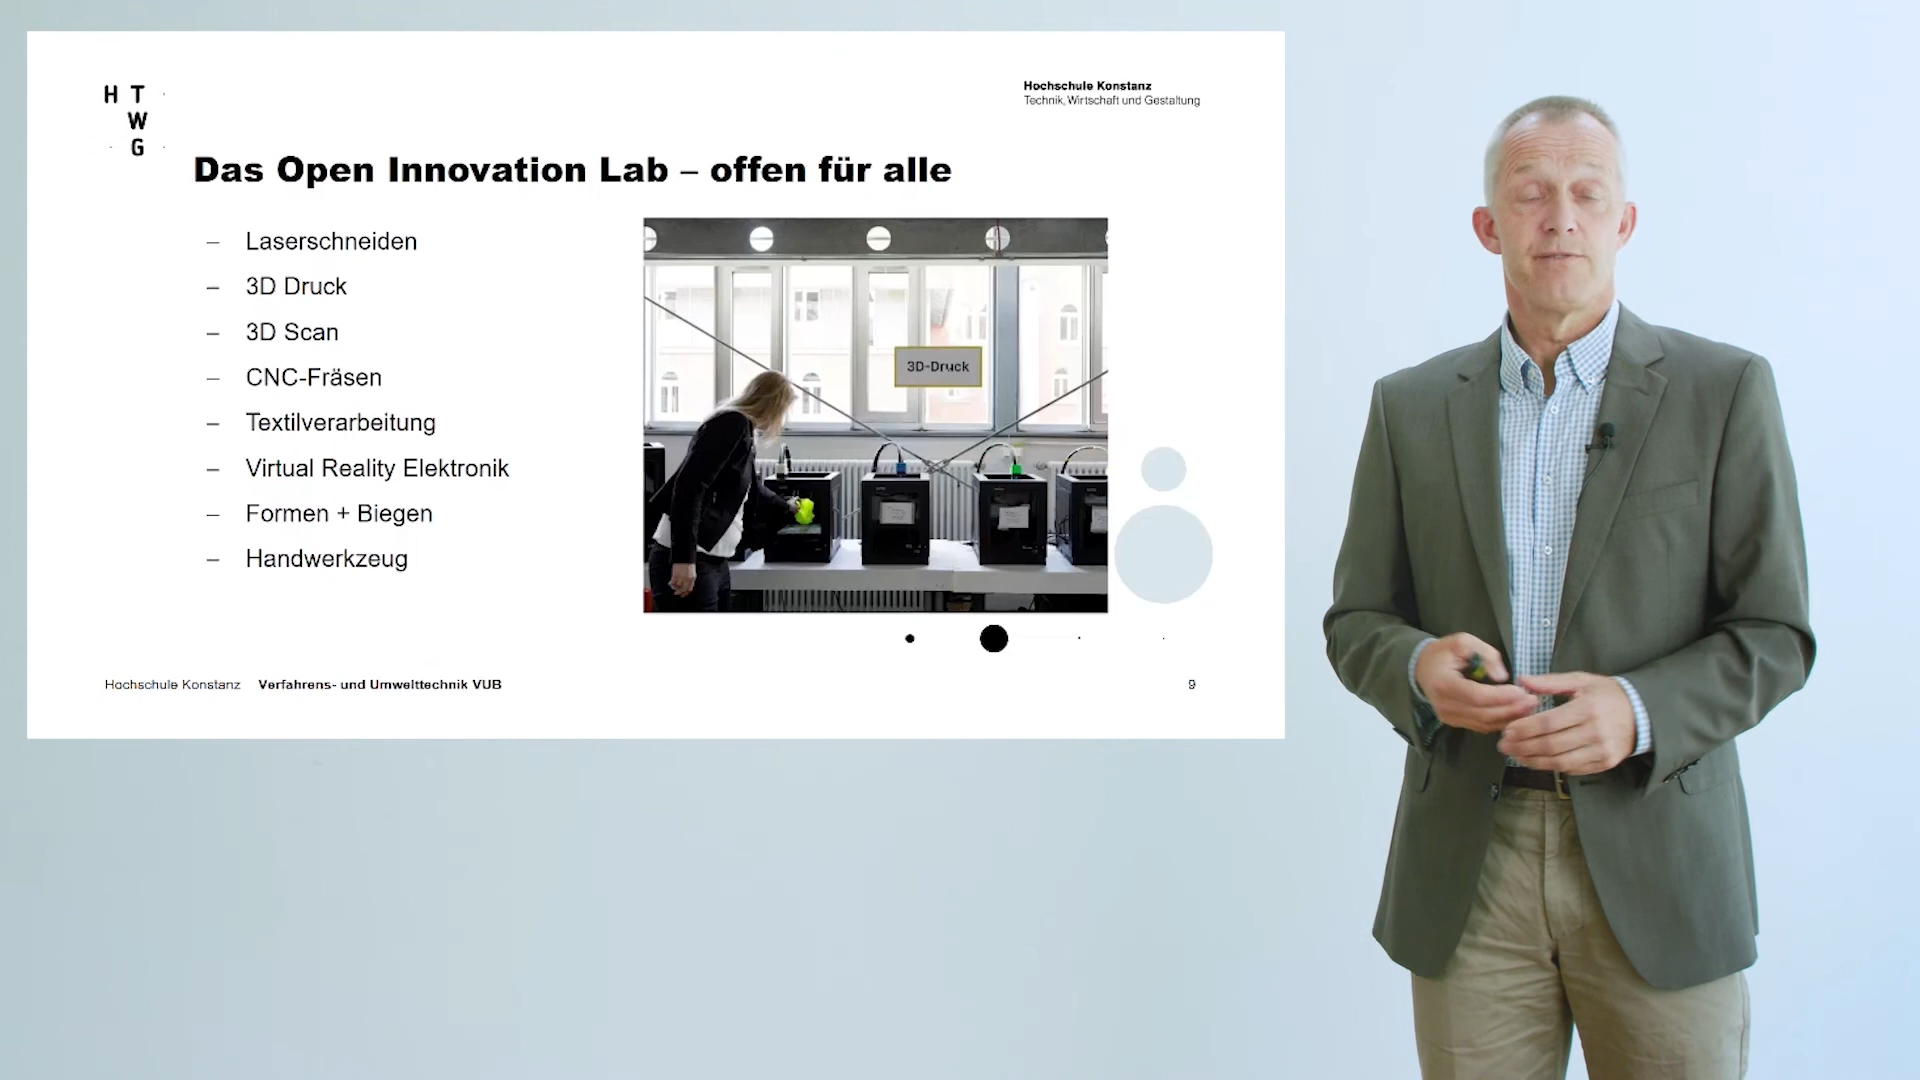 H T
W
G
Hochschule Konstanz
Technik, Wirtschaft und Gestaltung
Das Open Innovation Lab – offen für alle
– Laserschneiden
– 3D Druck
– 3D Scan
– CNC-Fräsen
– Textilverarbeitung
– Virtual Reality Elektronik
– Formen + Biegen
– Handwerkzeug
3D-Druck
Hochschule Konstanz Verfahrens- und Umwelttechnik VUB
9